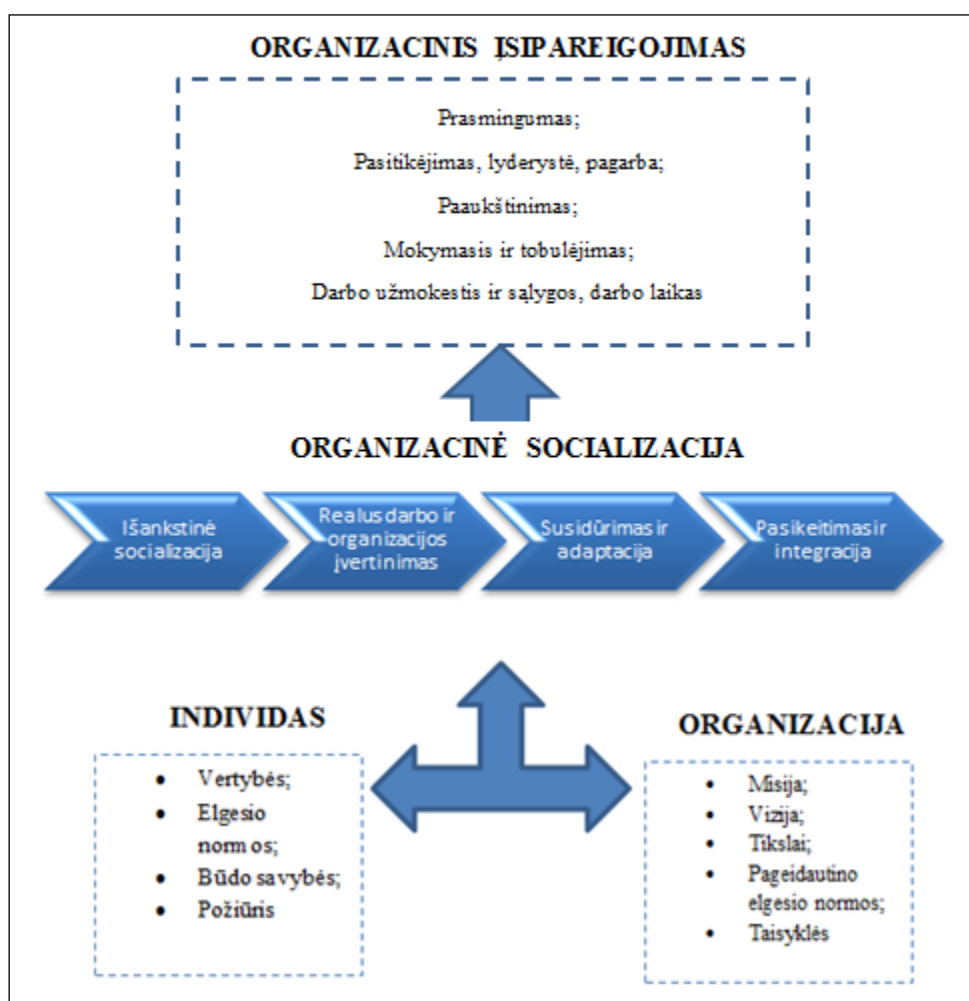 ORGANIZACINIS ĮSIPAREIGOJIMAS
Prasmingumas;
Pasitikėjimas, lyderystė, pagarba;
Paaukštinimas;
Mokymasis ir tobulėjimas;
Darbo užmokestis ir sąlygos, darbo laikas
ORGANIZACINĖ SOCIALIZACIJA
Išankstinė
socializacija
Realus darbo ir
organizacijos
įvertinimas
Susidūrimas ir
adaptacija
Pasikeitimas ir
integracija
INDIVIDAS
• Vertybės;
• Elgesio
normos;
• Būdo savybės;
• Požiūris
ORGANIZACIJA
• Misija;
• Vizija;
• Tikslai;
• Pageidautino
elgesio normos;
• Taisyklės